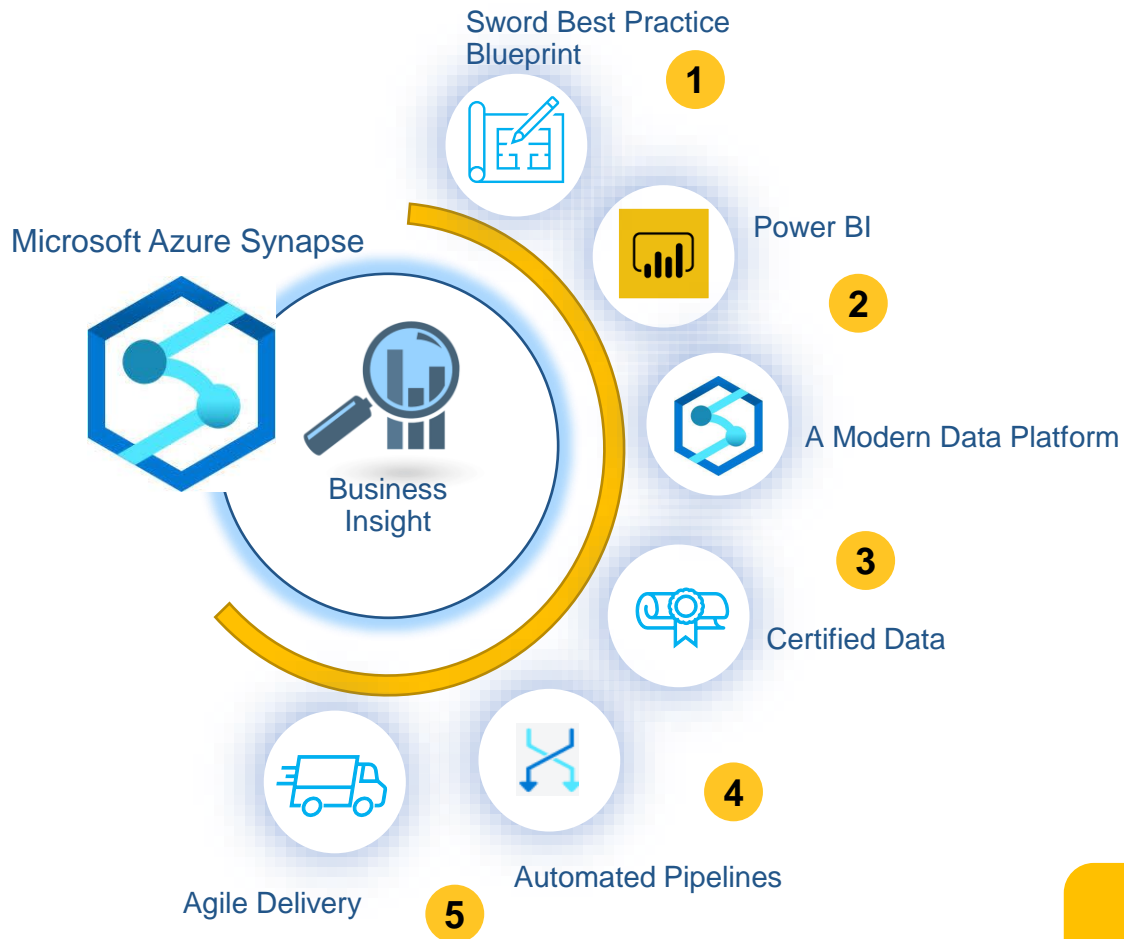 Sword Best Practice
Blueprint
1
Microsoft Azure Synapse
Power BI
2
A Modern Data Platform
Business
Insight
3
Certified Data
4
Automated Pipelines
Agile Delivery
5